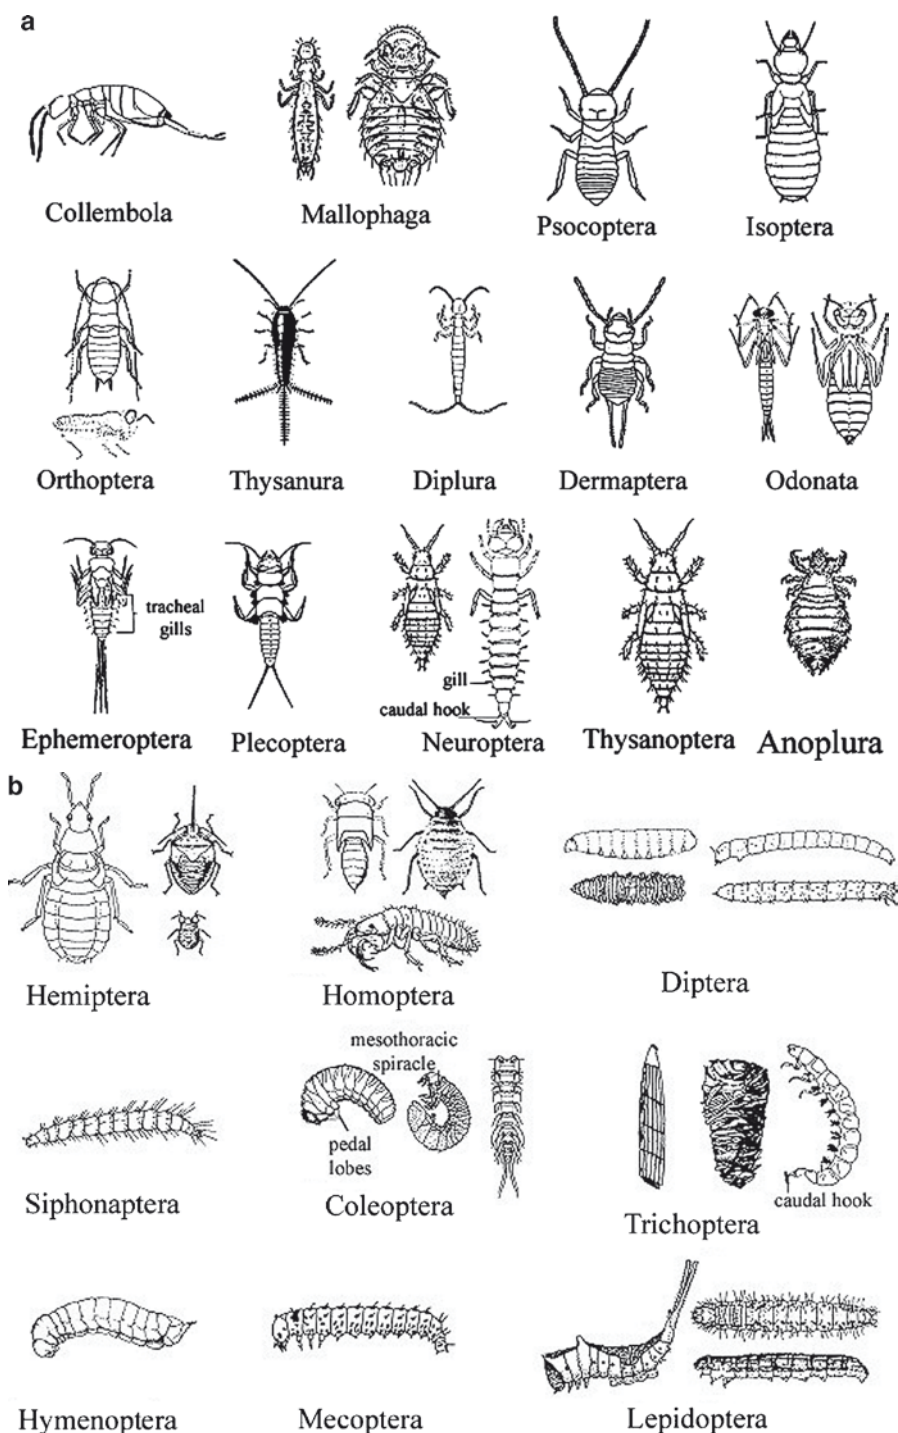 a
Collembola
Mallophaga
Psocoptera
Isoptera
Orthoptera
Thysanura
Diplura
Dermaptera
Odonata
tracheal
gills
gill
caudal hook
Ephemeroptera
Plecoptera
Neuroptera
Thysanoptera
Anoplura
b
Hemiptera
Homoptera
Diptera
mesothoracic
spiracle
pedal
lobes
caudal hook
Siphonaptera
Coleoptera
Trichoptera
Hymenoptera
Mecoptera
Lepidoptera